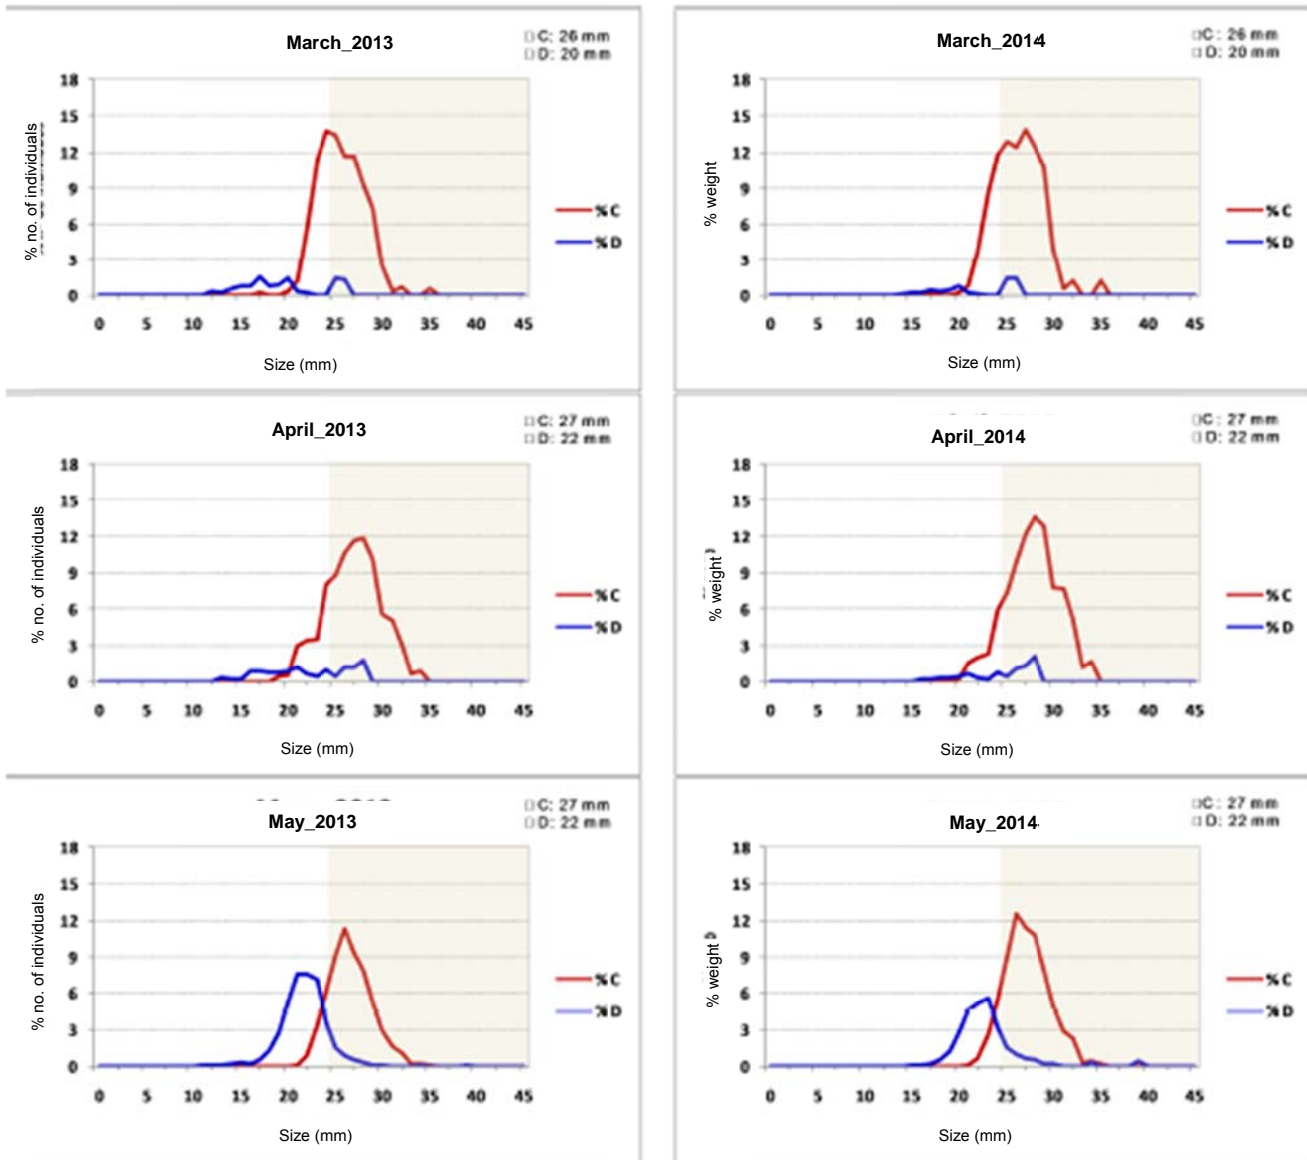 March_2013
□ C: 26 mm
□ D: 20 mm
18
15
12
9
6
3
0
% no. of individuals
0 5 10 15 20 25 30 35 40 45
Size (mm)
% C
% D
March_2014
□C: 26 mm
□ D: 20 mm
18
15
12
9
6
3
0
% weight
0 5 10 15 20 25 30 35 40 45
Size (mm)
% C
% D
April_2013
□ C: 27 mm
□ D: 22 mm
18
15
12
9
6
3
0
% no. of individuals
0 5 10 15 20 25 30 35 40 45
Size (mm)
% C
% D
April_2014
□C: 27 mm
□ D: 22 mm
18
15
12
9
6
3
0
% weight
0 5 10 15 20 25 30 35 40 45
Size (mm)
% C
% D
May_2013
□ C: 27 mm
□ D: 22 mm
18
15
12
9
6
3
0
% no. of individuals
0 5 10 15 20 25 30 35 40 45
Size (mm)
% C
% D
May_2014
□C: 27 mm
□ D: 22 mm
18
15
12
9
6
3
0
% weight
0 5 10 15 20 25 30 35 40 45
Size (mm)
% C
% D